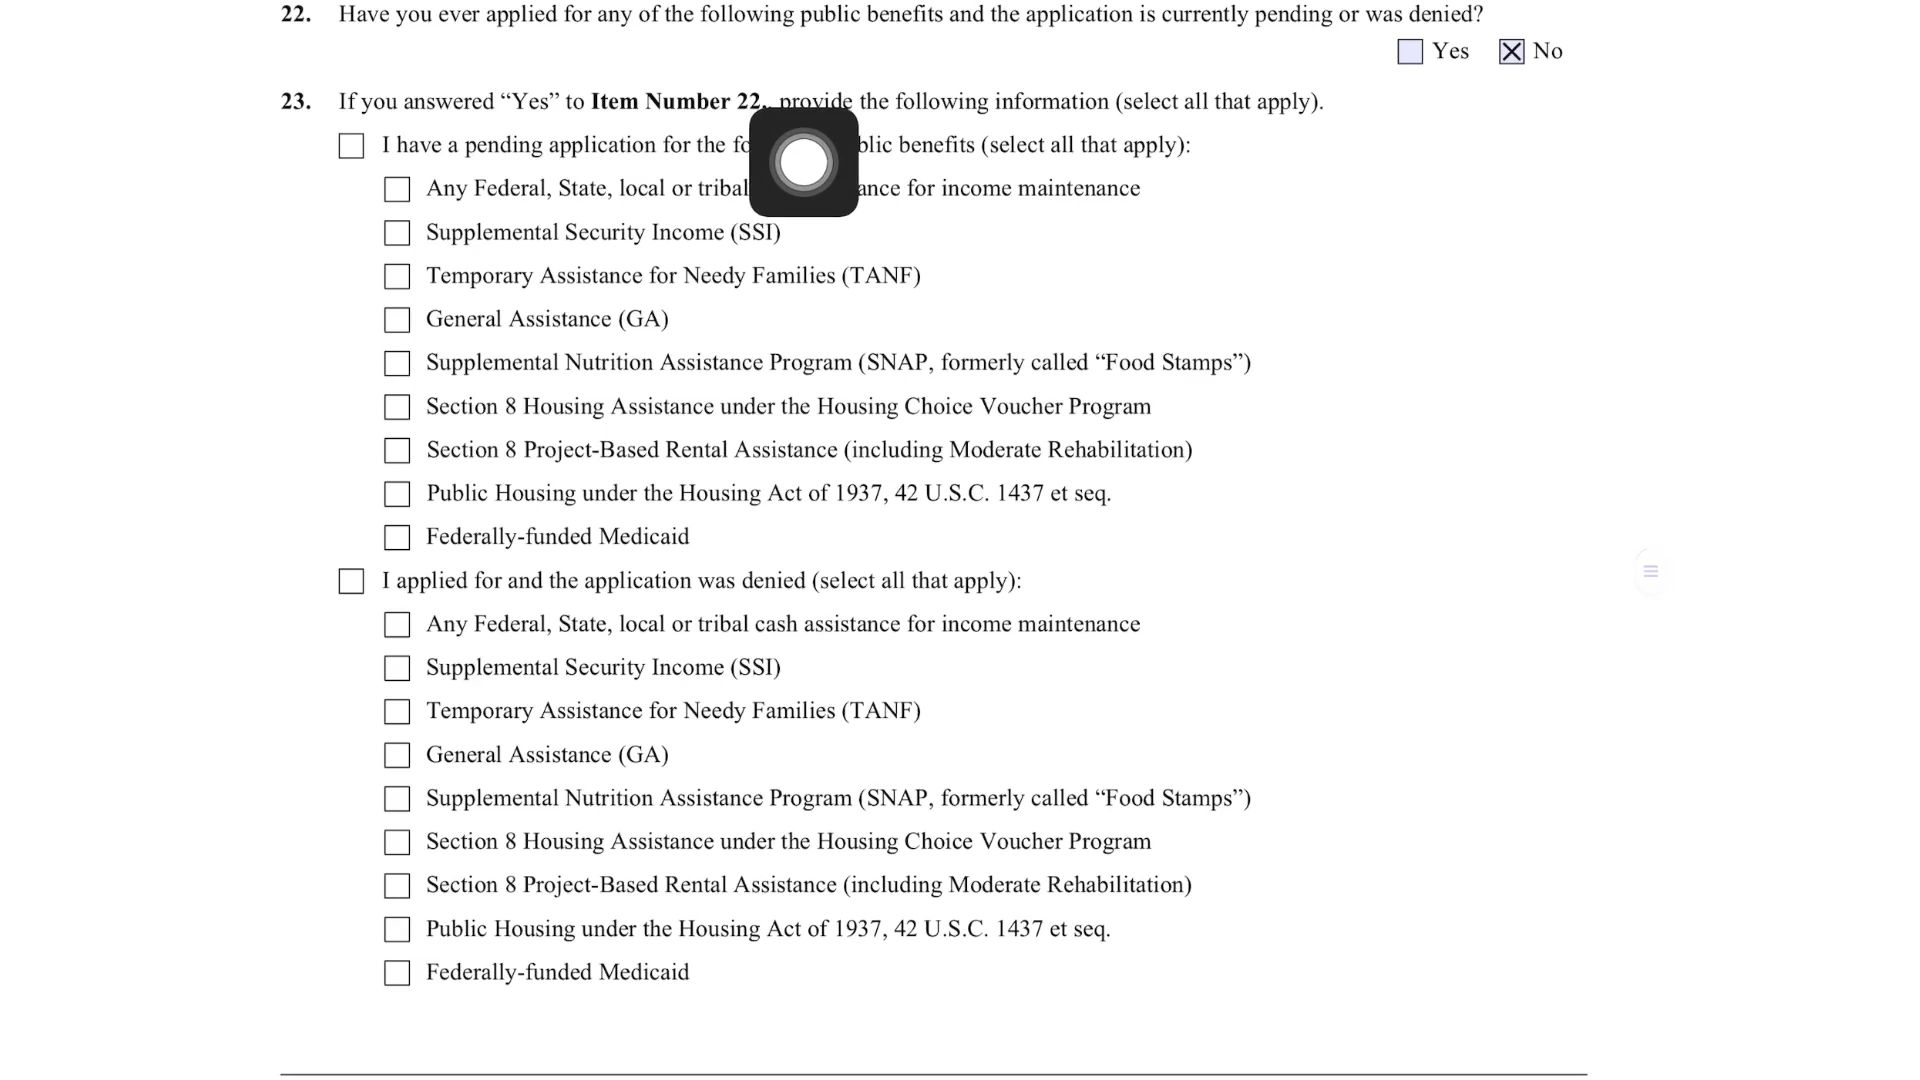 22. Have you ever applied for any of the following public benefits and the application is currently pending or was denied?
Yes No
23. If you answered “Yes” to Item Number 22., provide the following information (select all that apply).
I have a pending application for the benefits (select all that apply):
Any Federal, State, local or tribal for income maintenance
Supplemental Security Income (SSI)
Temporary Assistance for Needy Families (TANF)
General Assistance (GA)
Supplemental Nutrition Assistance Program (SNAP, formerly called “Food Stamps”)
Section 8 Housing Assistance under the Housing Choice Voucher Program
Section 8 Project-Based Rental Assistance (including Moderate Rehabilitation)
Public Housing under the Housing Act of 1937, 42 U.S.C. 1437 et seq.
Federally-funded Medicaid
I applied for and the application was denied (select all that apply):
Any Federal, State, local or tribal cash assistance for income maintenance
Supplemental Security Income (SSI)
Temporary Assistance for Needy Families (TANF)
General Assistance (GA)
Supplemental Nutrition Assistance Program (SNAP, formerly called “Food Stamps”)
Section 8 Housing Assistance under the Housing Choice Voucher Program
Section 8 Project-Based Rental Assistance (including Moderate Rehabilitation)
Public Housing under the Housing Act of 1937, 42 U.S.C. 1437 et seq.
Federally-funded Medicaid